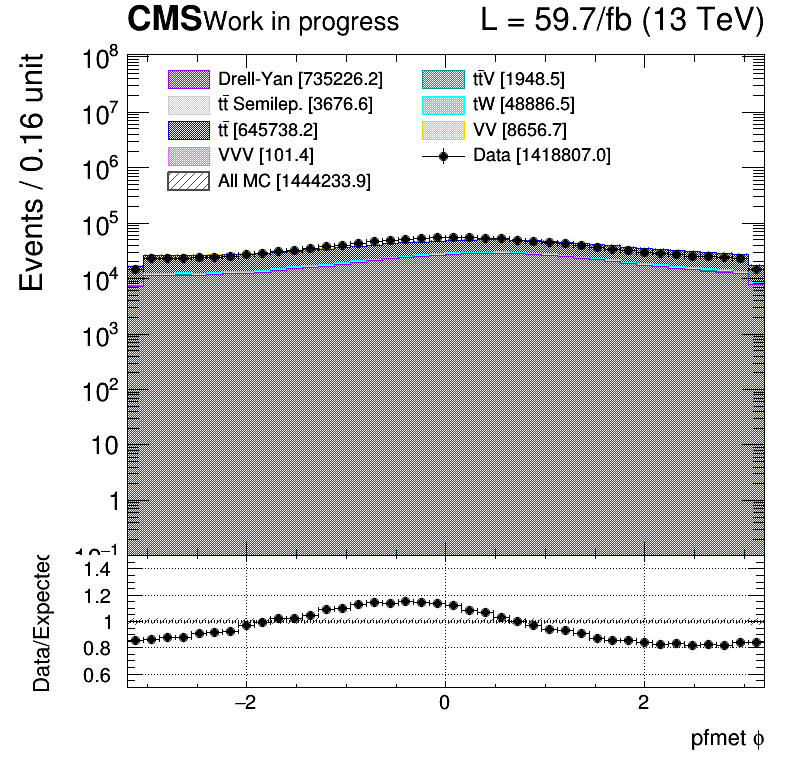 CMS Work in progress L = 59.7/fb (13 TeV)
Events / 0.16 unit
10⁸
10⁷
10⁶
10⁵
10⁴
10³
10²
10
1
10⁻¹
Drell-Yan [735226.2]
tt̄ Semilep. [3676.6]
tt̄ [645738.2]
VVV [101.4]
All MC [1444233.9]
tt̄V [1948.5]
tW [48886.5]
VV [8656.7]
Data [1418807.0]
Data/Expected
1.4
1.2
1
0.8
0.6
−2 0 2
pfmet ϕ